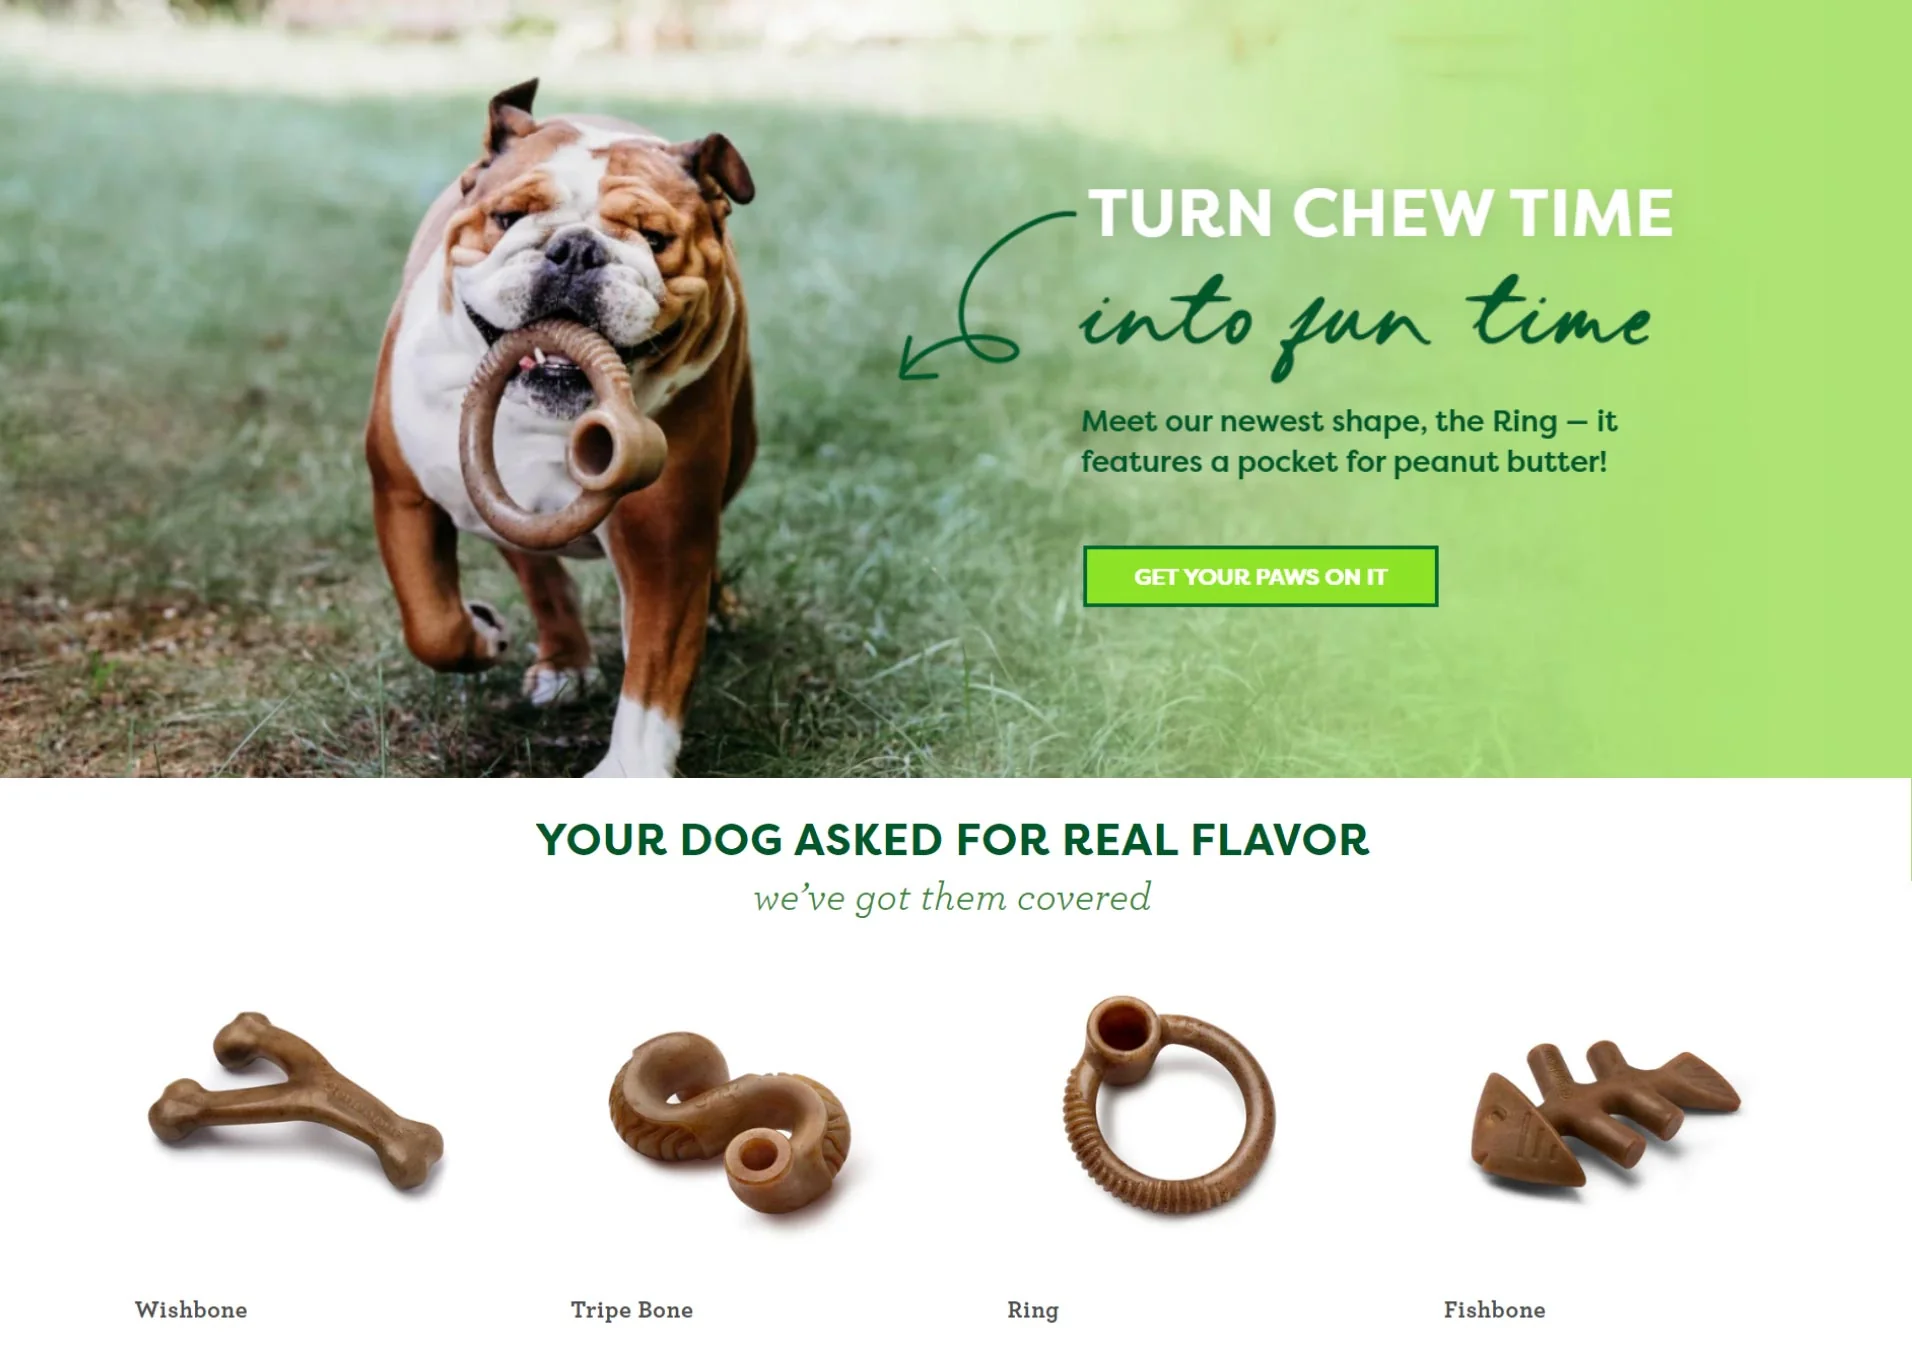 TURN CHEW TIME
into fun time
Meet our newest shape, the Ring – it
features a pocket for peanut butter!
GET YOUR PAWS ON IT
YOUR DOG ASKED FOR REAL FLAVOR
we’ve got them covered
Wishbone
Tripe Bone
Ring
Fishbone